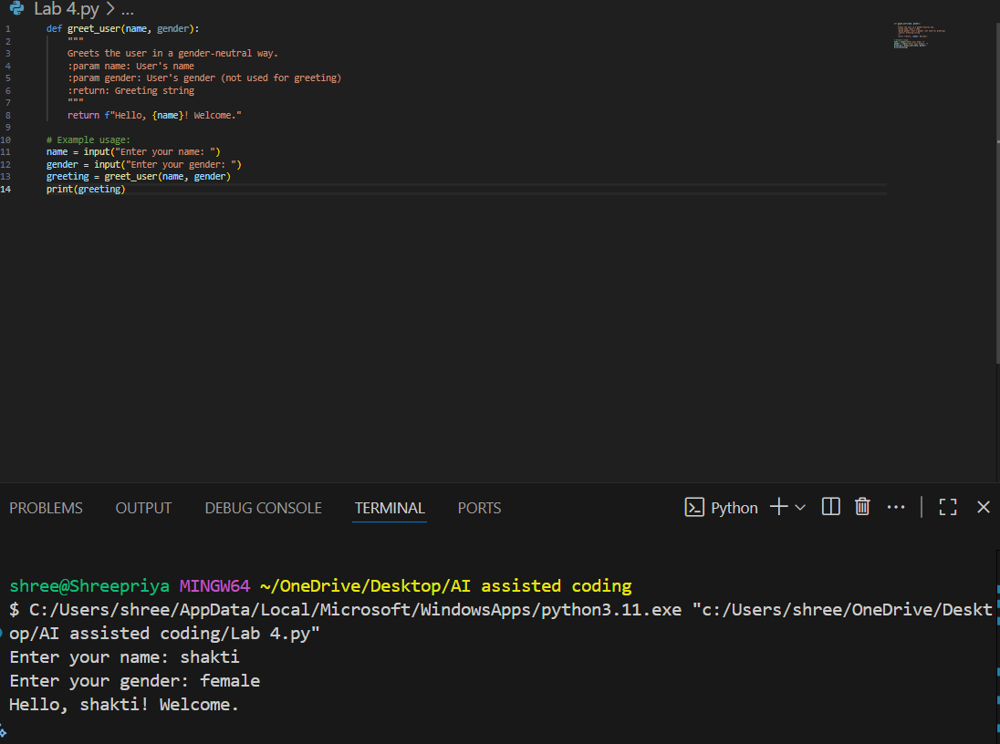 Lab 4.py > ...
1 def greet_user(name, gender):
2 """
3 Greets the user in a gender-neutral way.
4 :param name: User's name
5 :param gender: User's gender (not used for greeting)
6 :return: Greeting string
7 """
8 return f"Hello, {name}! Welcome."
9
10 # Example usage:
11 name = input("Enter your name: ")
12 gender = input("Enter your gender: ")
13 greeting = greet_user(name, gender)
14 print(greeting)
PROBLEMS OUTPUT DEBUG CONSOLE TERMINAL PORTS Python
shree@Shreepriya MINGW64 ~/OneDrive/Desktop/AI assisted coding
$ C:/Users/shree/AppData/Local/Microsoft/WindowsApps/python3.11.exe "c:/Users/shree/OneDrive/Deskt
op/AI assisted coding/Lab 4.py"
Enter your name: shakti
Enter your gender: female
Hello, shakti! Welcome.